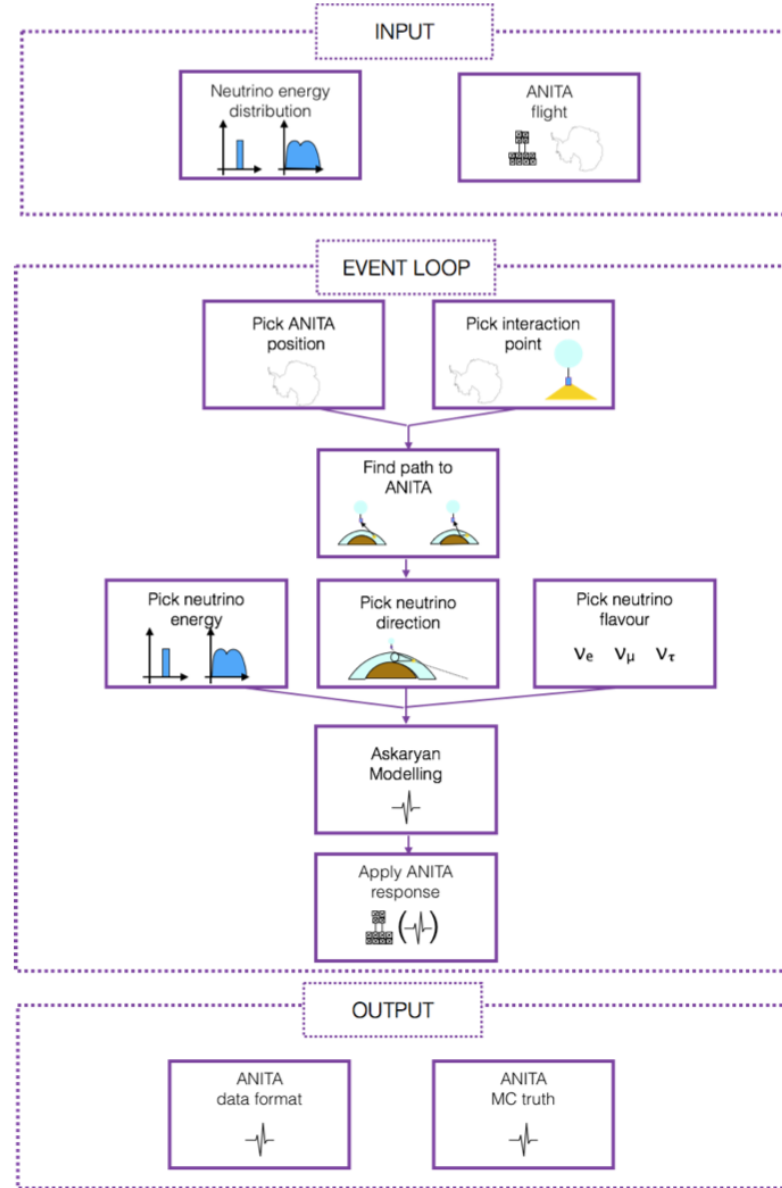 INPUT
Neutrino energy
distribution
ANITA
flight
EVENT LOOP
Pick ANITA
position
Pick interaction
point
Find path to
ANITA
Pick neutrino
energy
Pick neutrino
direction
Pick neutrino
flavour
νe νμ ντ
Askaryan
Modelling
Apply ANITA
response
( )
OUTPUT
ANITA
data format
ANITA
MC truth